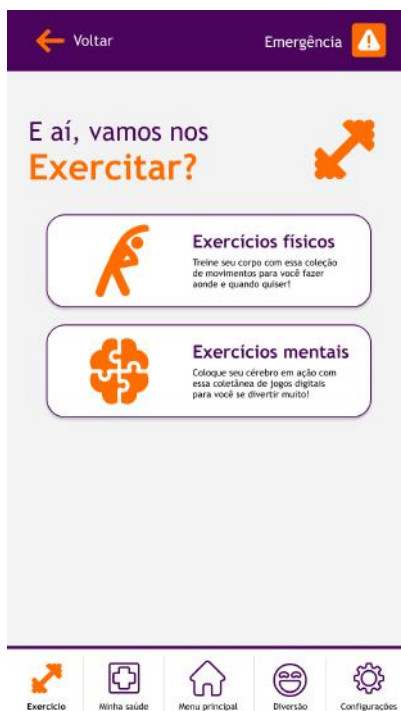 Voltar
Emergência
E aí, vamos nos
Exercitar?
Exercícios físicos
Treine seu corpo com essa coleção
de movimentos para você fazer
aonde e quando quiser!
Exercícios mentais
Coloque seu cérebro em ação com
essa coletânea de jogos digitais
para você se divertir muito!
Exercício
Minha saúde
Menu principal
Diversão
Configurações